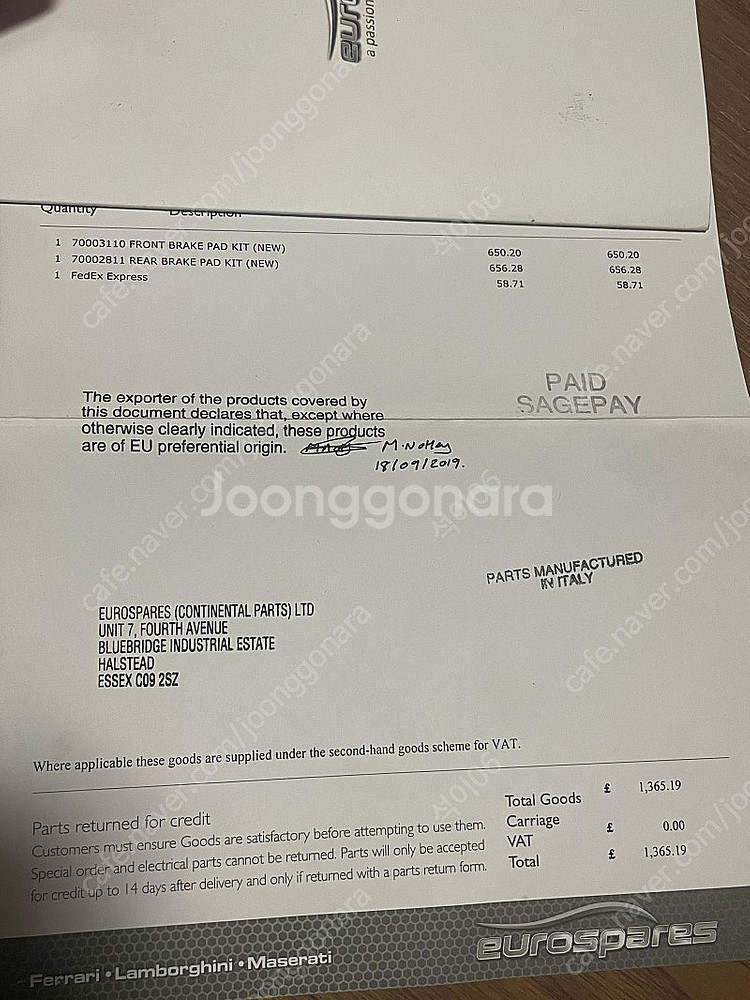 a passion
Quantity Description
1 70003110 FRONT BRAKE PAD KIT (NEW) 650.20 650.20
1 70002811 REAR BRAKE PAD KIT (NEW) 656.28 656.28
1 FedEx Express 58.71 58.71
PAID
SAGEPAY
The exporter of the products covered by
this document declares that, except where
otherwise clearly indicated, these products
are of EU preferential origin.
18/09/2019.
Joonggonara
PARTS MANUFACTURED
IN ITALY
EUROSPARES (CONTINENTAL PARTS) LTD
UNIT 7, FOURTH AVENUE
BLUEBRIDGE INDUSTRIAL ESTATE
HALSTEAD
ESSEX C09 2SZ
Where applicable these goods are supplied under the second-hand goods scheme for VAT.
Parts returned for credit
Customers must ensure Goods are satisfactory before attempting to use them.
Special order and electrical parts cannot be returned. Parts will only be accepted
for credit up to 14 days after delivery and only if returned with a parts return form.
Total Goods £ 1,365.19
Carriage
VAT £ 0.00
Total £ 1,365.19
eurospares
Ferrari • Lamborghini • Maserati
cafe.naver.com/joonggonara